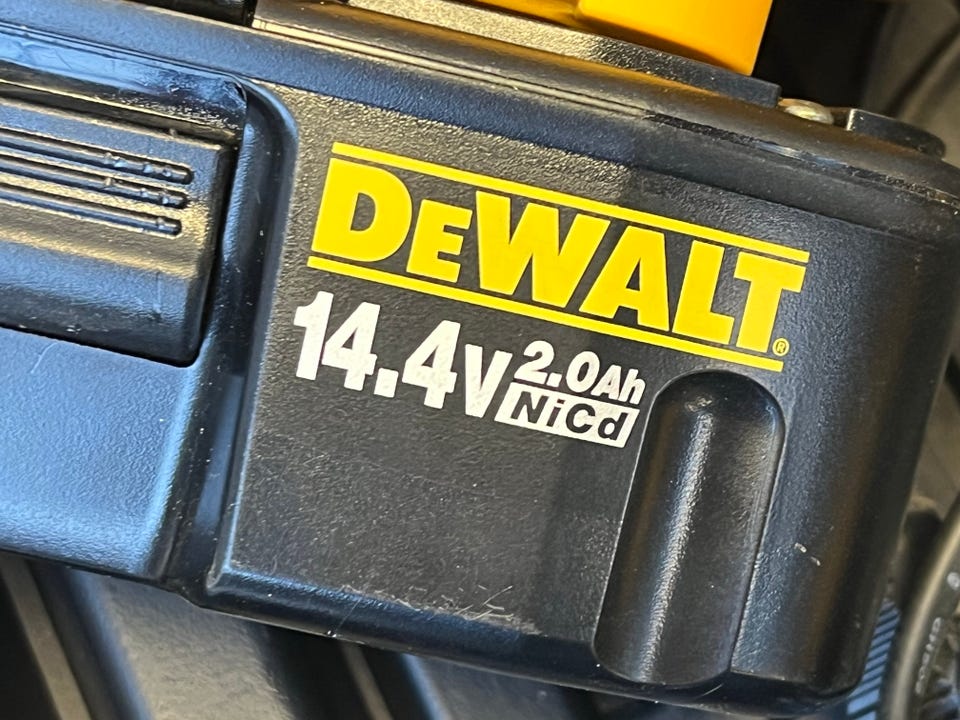 DEWALT®
14.4V 2.0Ah
NiCd